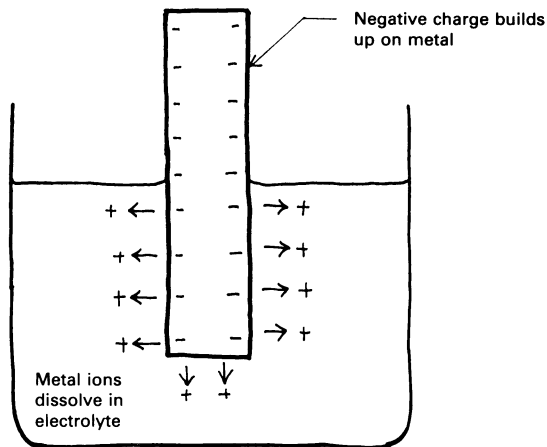 Negative charge builds
up on metal
Metal ions
dissolve in
electrolyte